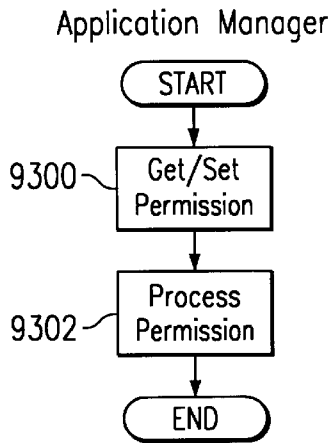 Application Manager
START
9300
Get/Set
Permission
9302
Process
Permission
END